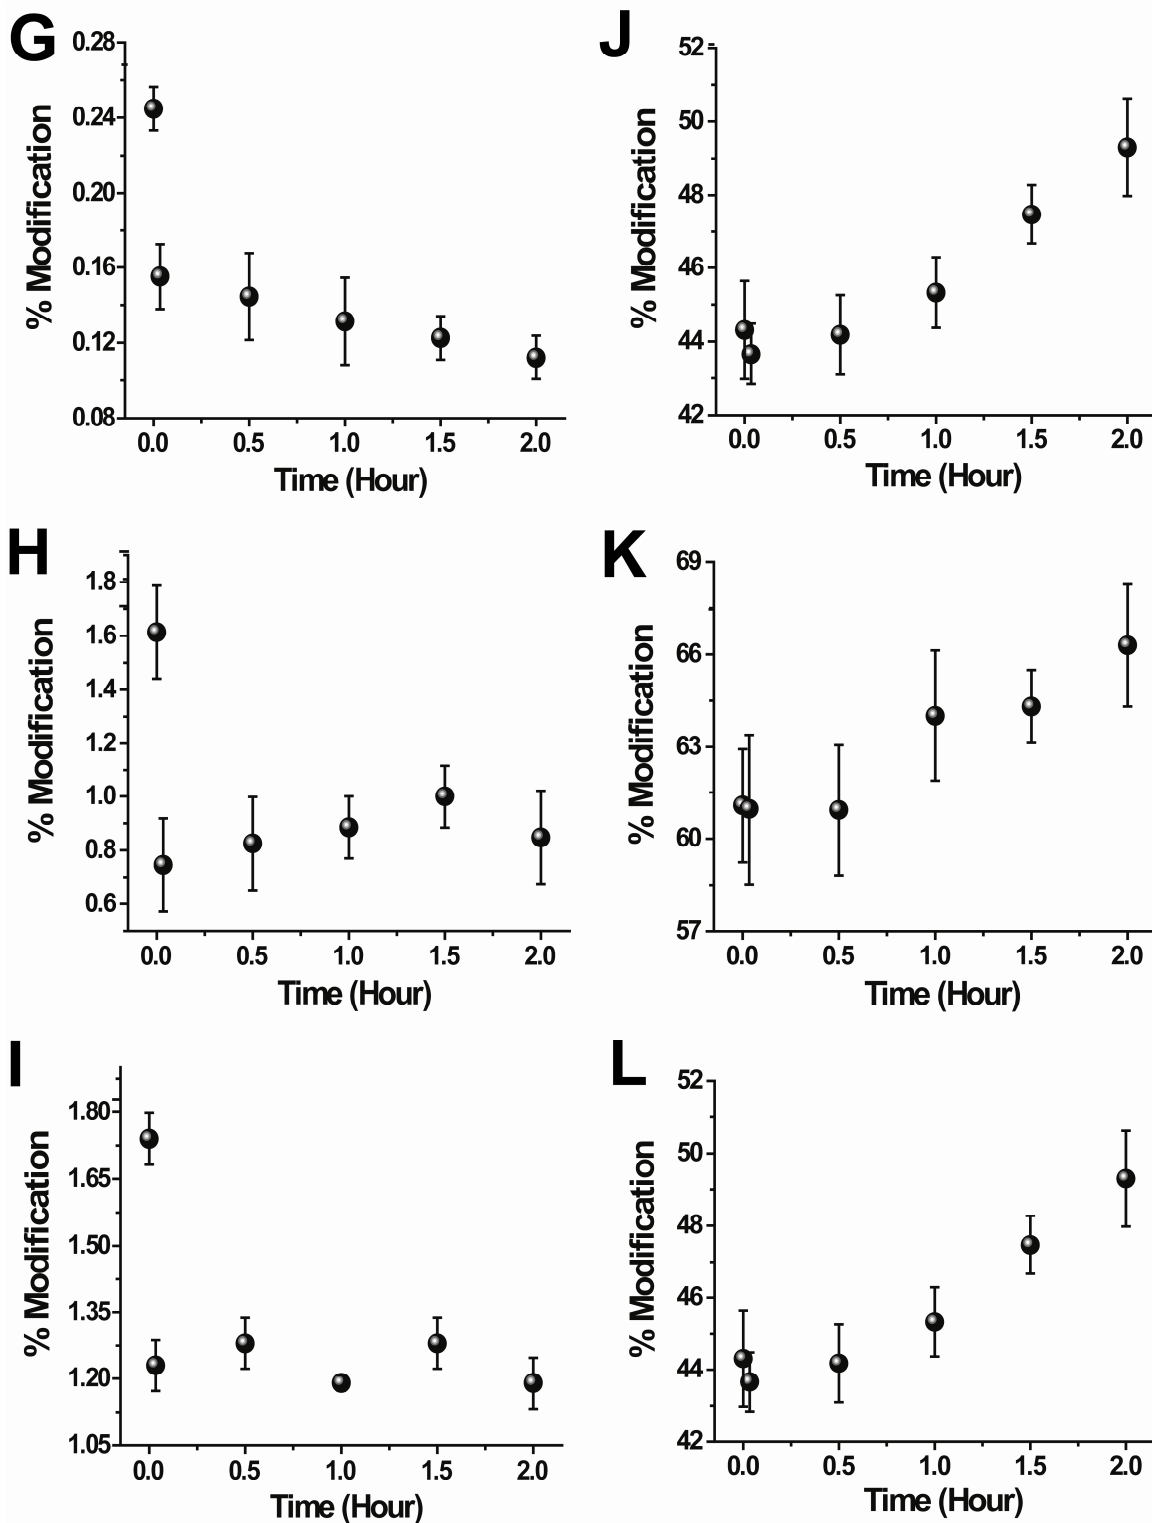 G
0.28
0.24
0.20
0.16
0.12
0.08
% Modification
0.0 0.5 1.0 1.5 2.0
Time (Hour)
J
52
50
48
46
44
42
% Modification
0.0 0.5 1.0 1.5 2.0
Time (Hour)
H
1.8
1.6
1.4
1.2
1.0
0.8
0.6
% Modification
0.0 0.5 1.0 1.5 2.0
Time (Hour)
K
69
66
63
60
57
% Modification
0.0 0.5 1.0 1.5 2.0
Time (Hour)
I
1.80
1.65
1.50
1.35
1.20
1.05
% Modification
0.0 0.5 1.0 1.5 2.0
Time (Hour)
L
52
50
48
46
44
42
% Modification
0.0 0.5 1.0 1.5 2.0
Time (Hour)